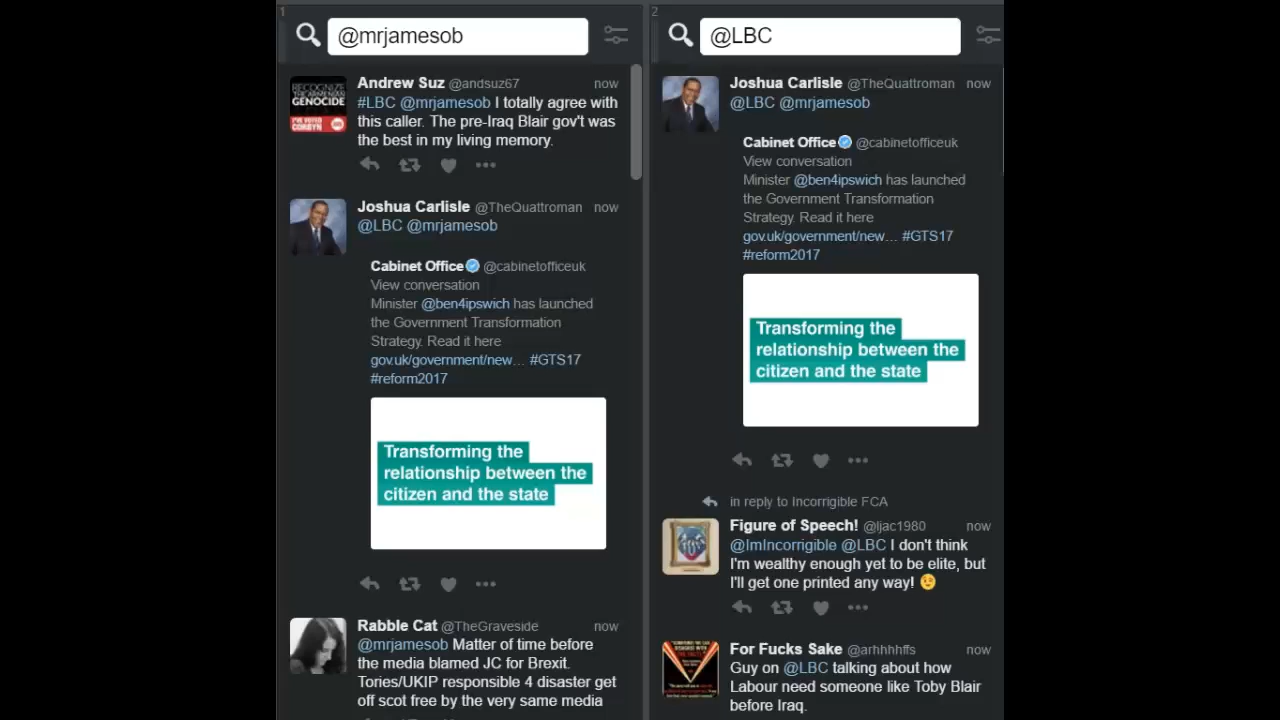 1
@mrjamesob
RECOGNIZE
THE ARMENIAN
GENOCIDE
I'VE VOTED
CORBYN
Andrew Suz @andsuz67 now
#LBC @mrjamesob I totally agree with
this caller. The pre-Iraq Blair gov't was
the best in my living memory.
Joshua Carlisle @TheQuattroman now
@LBC @mrjamesob
Cabinet Office @cabinetofficeuk
View conversation
Minister @ben4ipswich has launched
the Government Transformation
Strategy. Read it here
gov.uk/government/new… #GTS17
#reform2017
Transforming the
relationship between the
citizen and the state
Rabble Cat @TheGraveside now
@mrjamesob Matter of time before
the media blamed JC for Brexit.
Tories/UKIP responsible 4 disaster get
off scot free by the very same media
2
@LBC
Joshua Carlisle @TheQuattroman now
@LBC @mrjamesob
Cabinet Office @cabinetofficeuk
View conversation
Minister @ben4ipswich has launched
the Government Transformation
Strategy. Read it here
gov.uk/government/new… #GTS17
#reform2017
Transforming the
relationship between the
citizen and the state
in reply to Incorrigible FCA
Figure of Speech! @ljac1980 now
@ImIncorrigible @LBC I don't think
I'm wealthy enough yet to be elite, but
I'll get one printed any way! 🤨
For Fucks Sake @arhhhhffs now
Guy on @LBC talking about how
Labour need someone like Toby Blair
before Iraq.